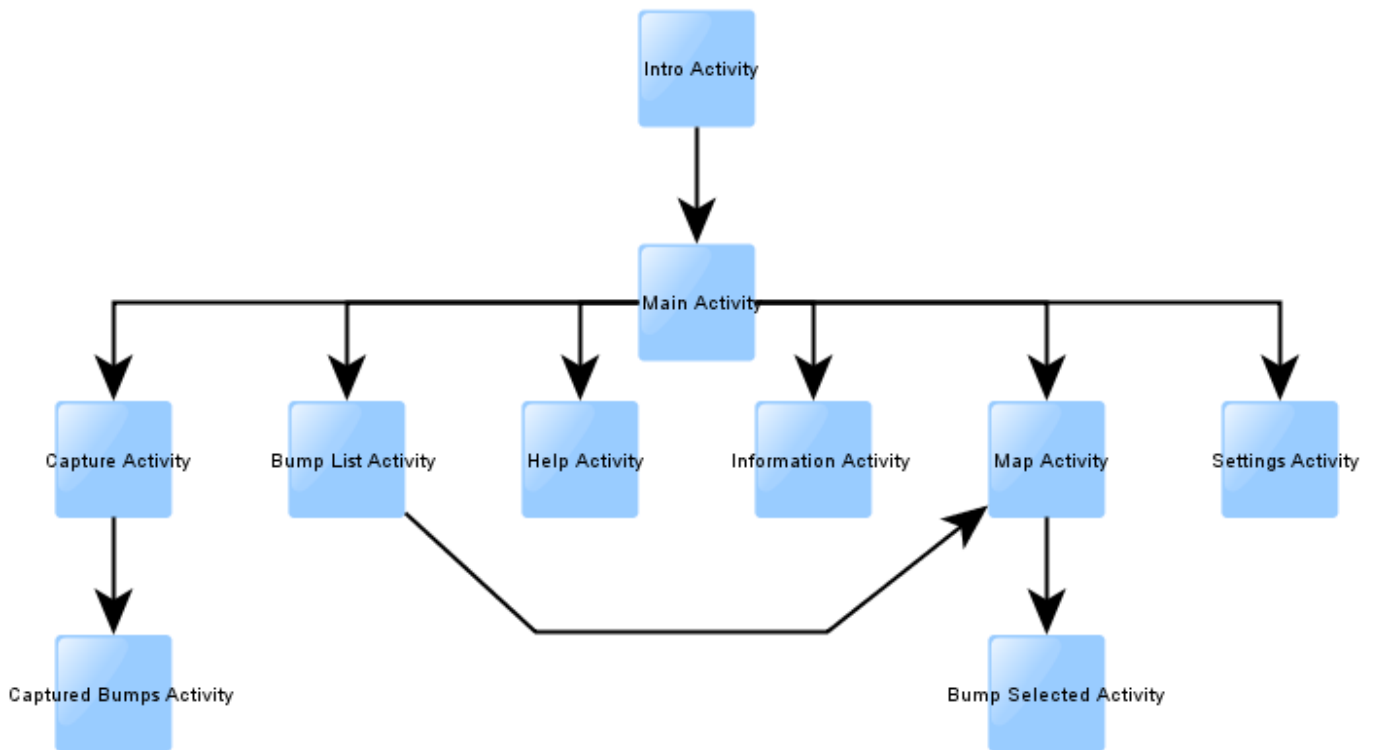 Intro Activity
Main Activity
Capture Activity
Bump List Activity
Help Activity
Information Activity
Map Activity
Settings Activity
Captured Bumps Activity
Bump Selected Activity